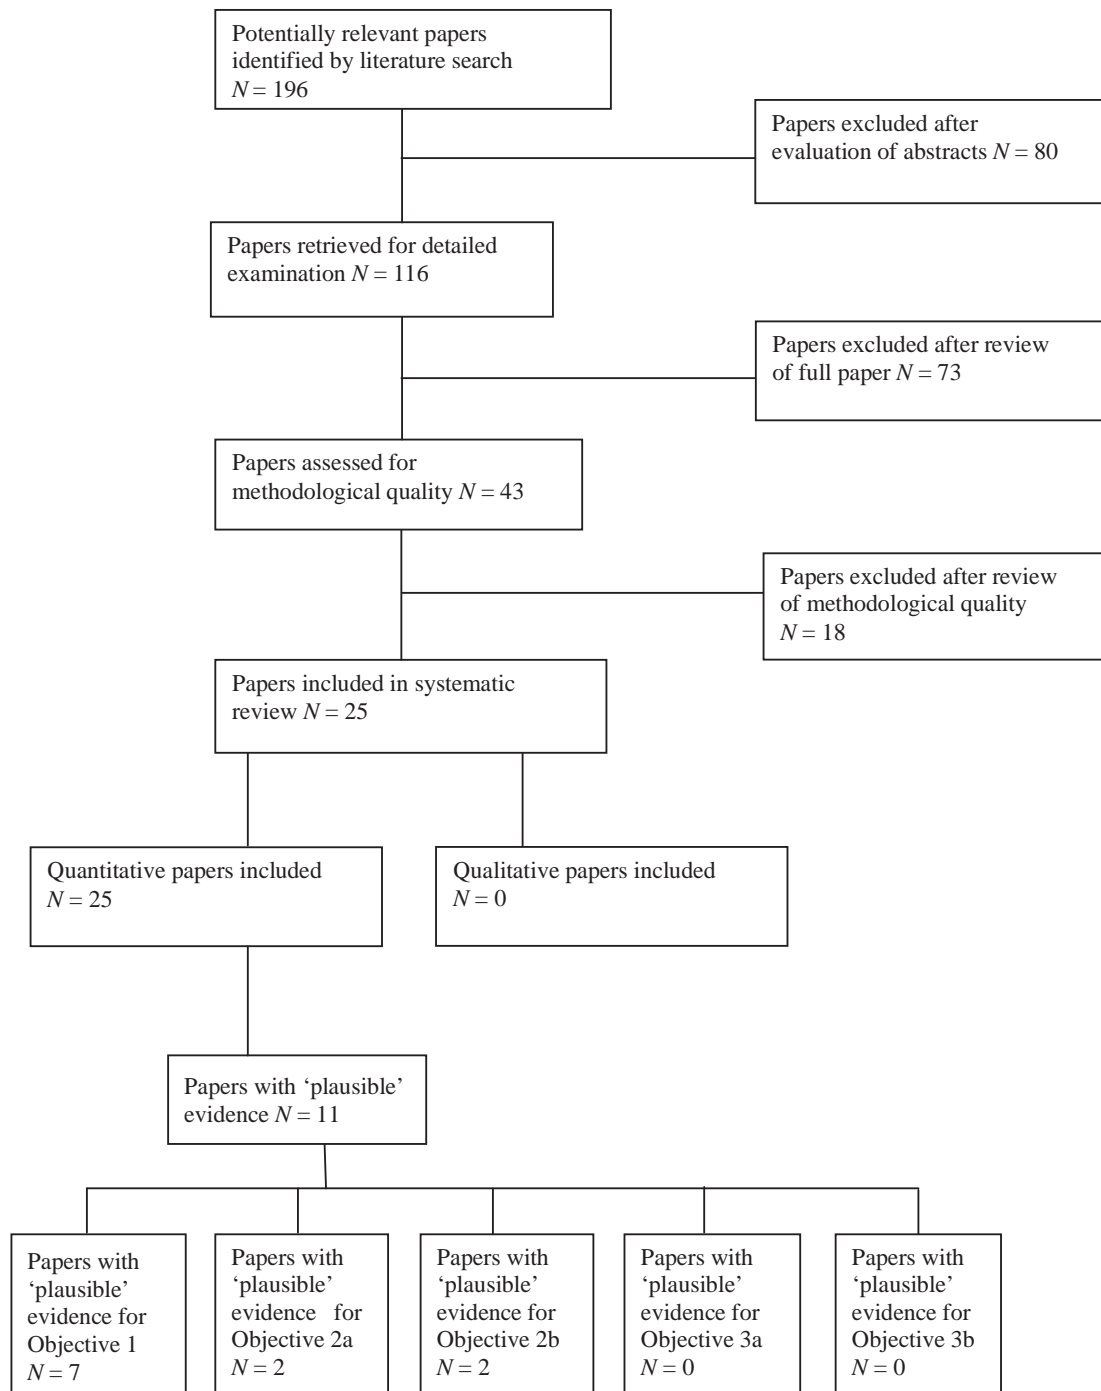 Potentially relevant papers
identified by literature search
N = 196
Papers excluded after
evaluation of abstracts N = 80
Papers retrieved for detailed
examination N = 116
Papers excluded after review
of full paper N = 73
Papers assessed for
methodological quality N = 43
Papers excluded after review
of methodological quality
N = 18
Papers included in systematic
review N = 25
Quantitative papers included
N = 25
Qualitative papers included
N = 0
Papers with ‘plausible’
evidence N = 11
Papers with
‘plausible’
evidence for
Objective 1
N = 7
Papers with
‘plausible’
evidence for
Objective 2a
N = 2
Papers with
‘plausible’
evidence for
Objective 2b
N = 2
Papers with
‘plausible’
evidence for
Objective 3a
N = 0
Papers with
‘plausible’
evidence for
Objective 3b
N = 0